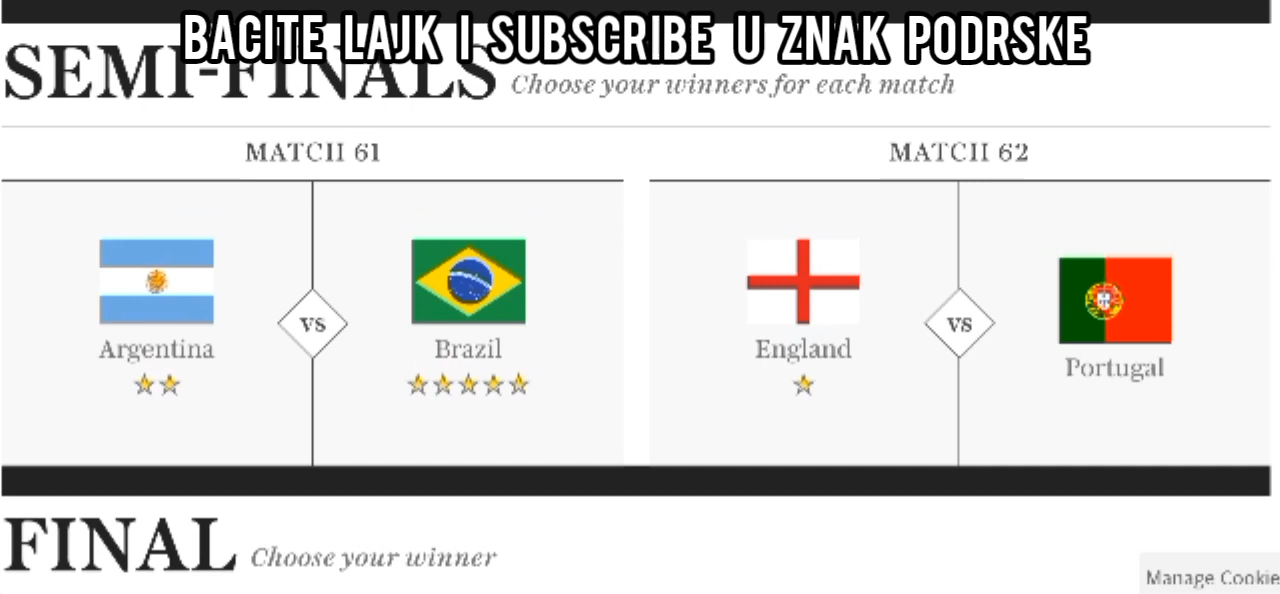 BACITE LAJK I SUBSCRIBE U ZNAK PODRSKE
SEMI-FINALS Choose your winners for each match
MATCH 61 MATCH 62
vs vs
Argentina Brazil England Portugal
FINAL Choose your winner
Manage Cookie